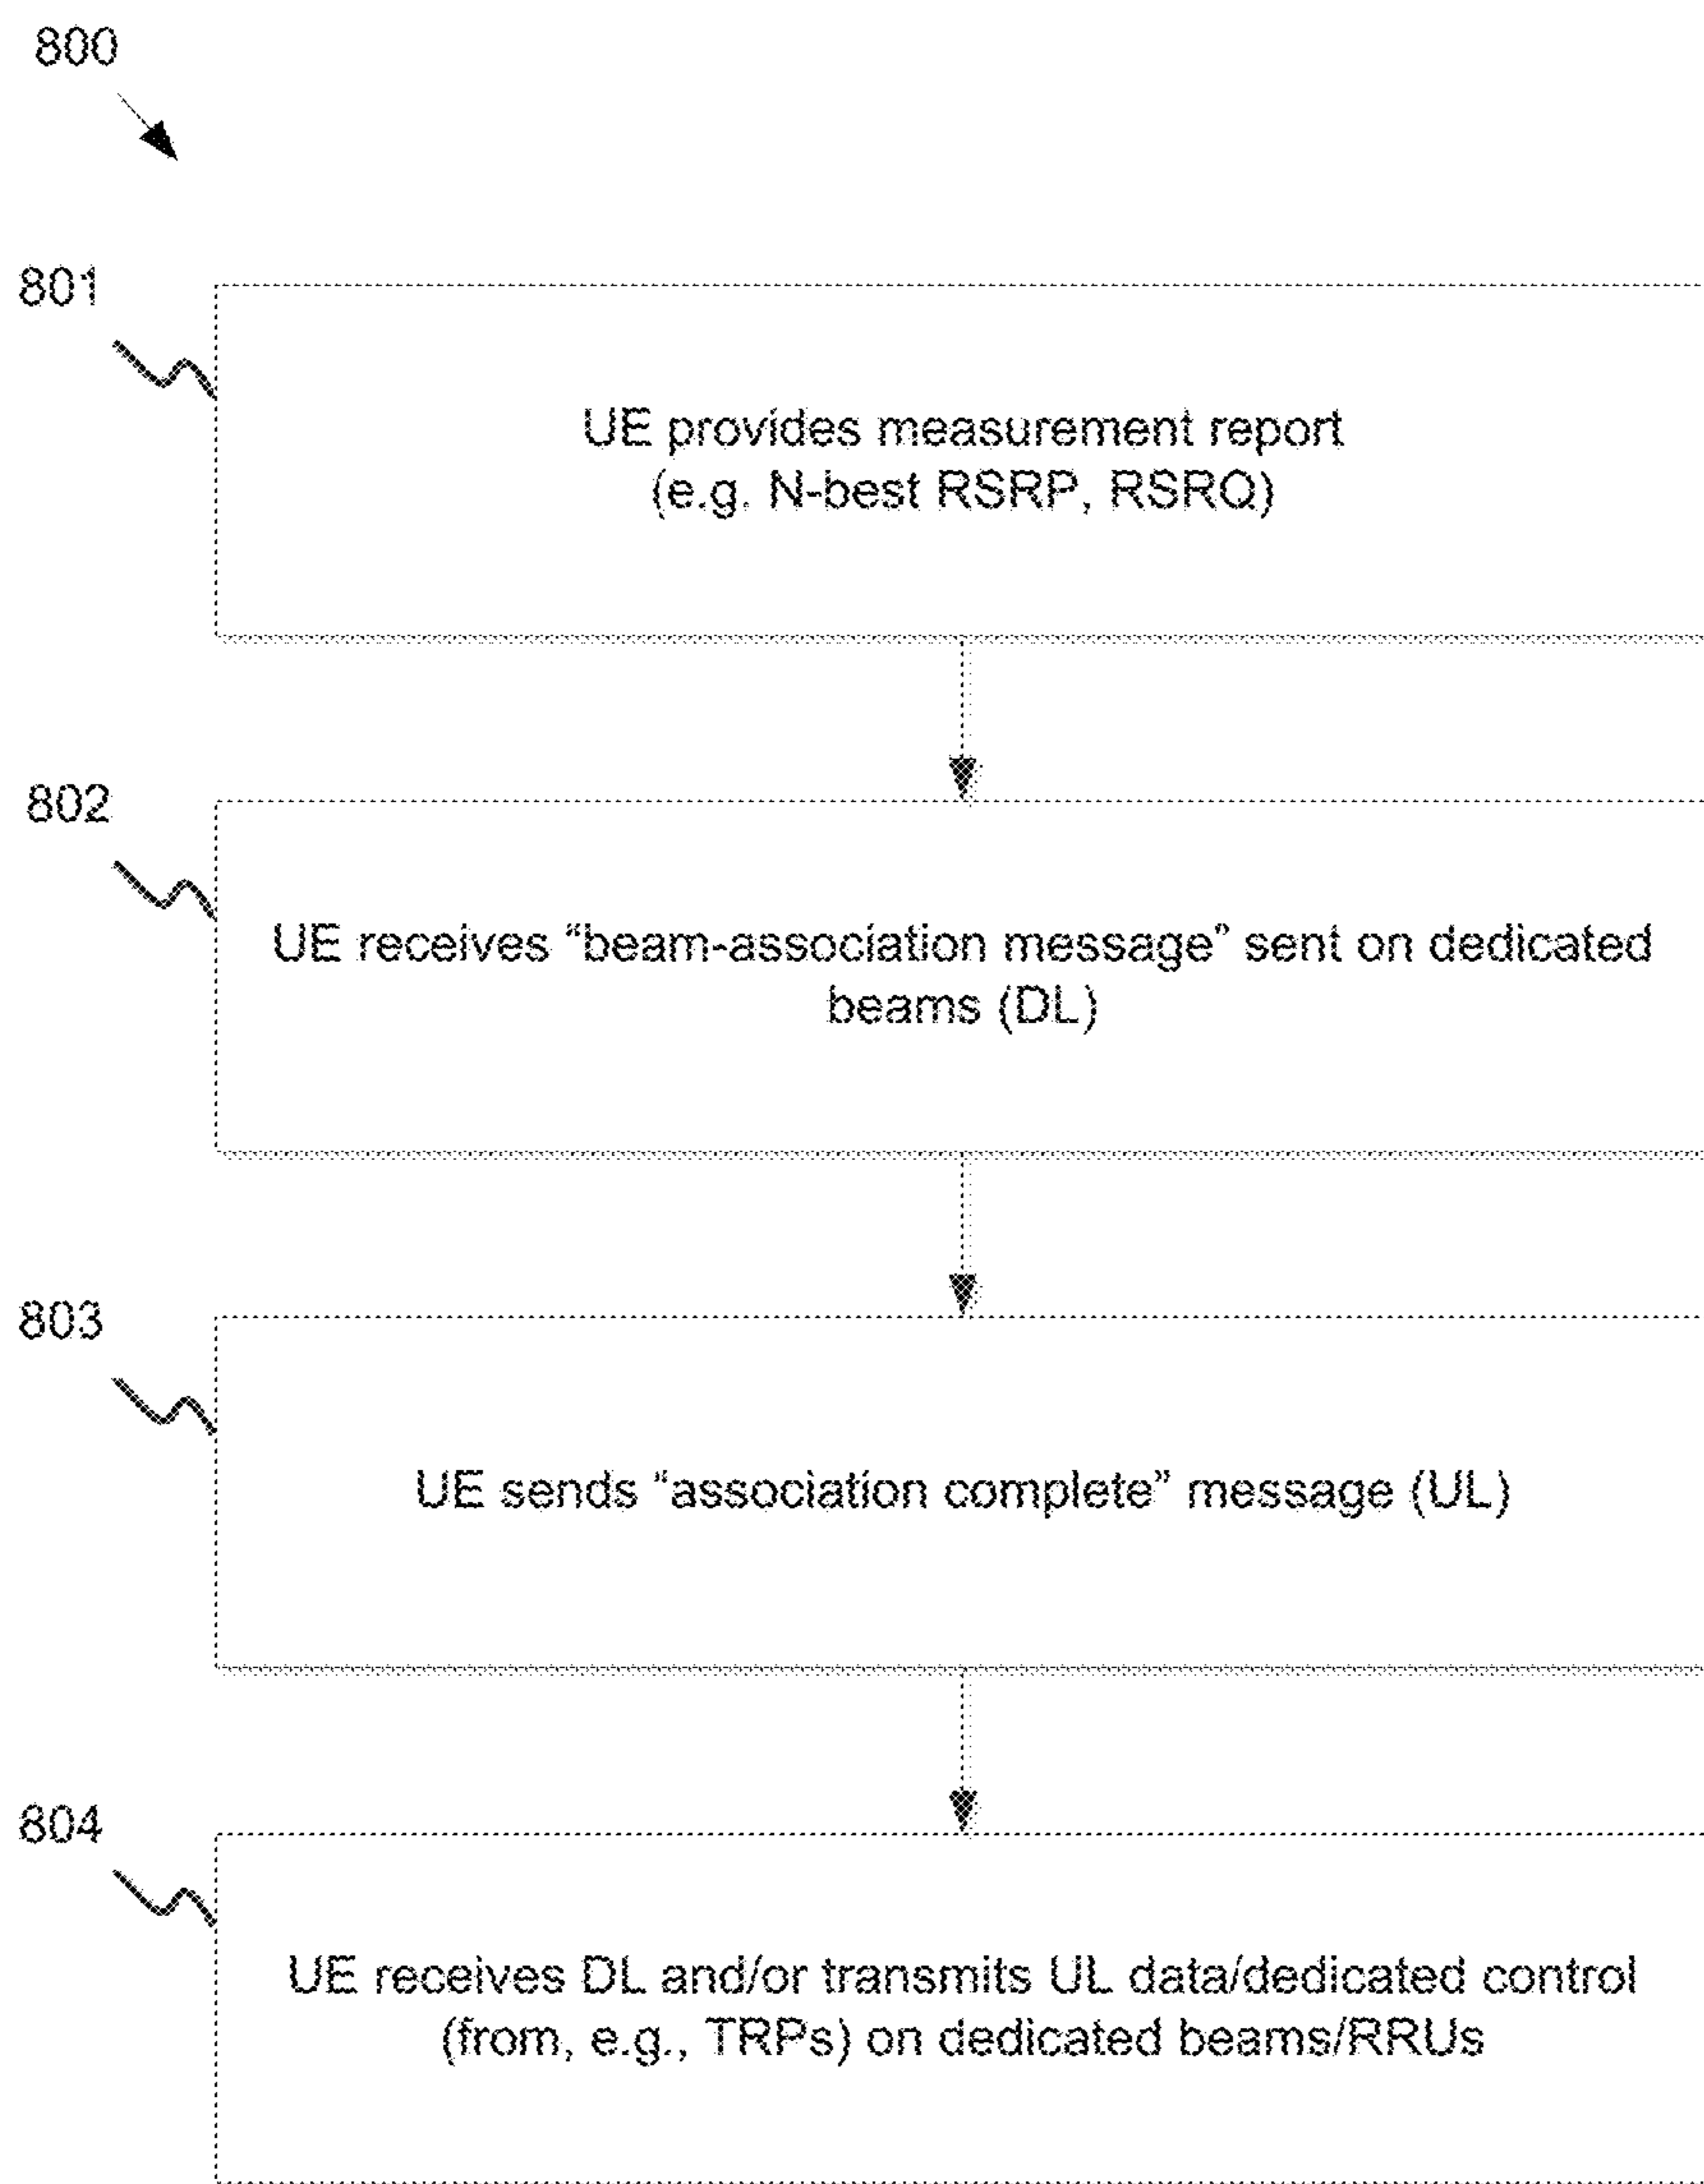 800
801
UE provides measurement report
(e.g. N-best RSRP, RSRQ)
802
UE receives “beam-association message” sent on dedicated
beams (DL)
803
UE sends “association complete” message (UL)
804
UE receives DL and/or transmits UL data/dedicated control
(from, e.g., TRPs) on dedicated beams/RRUs